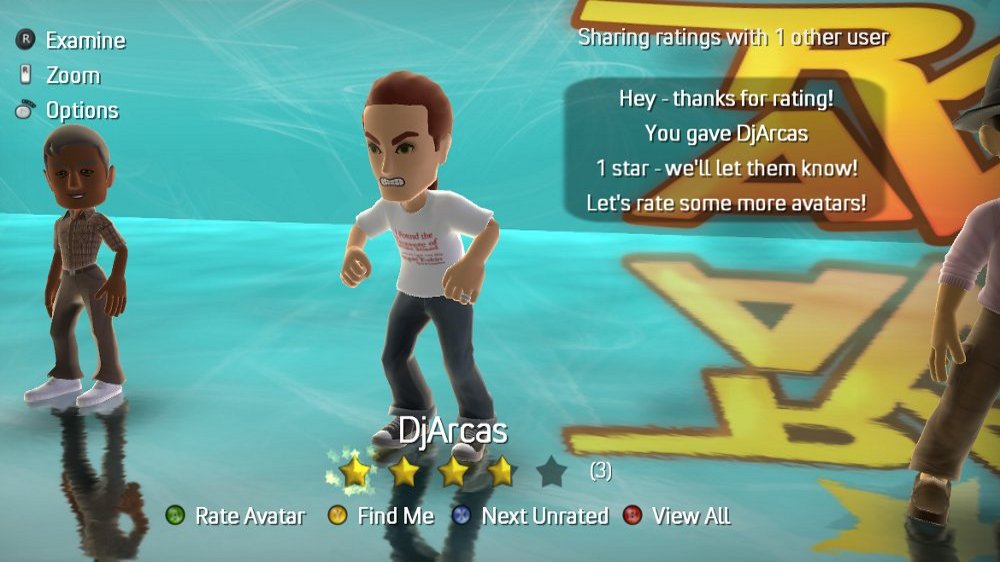 R Examine
R Zoom
Options
Sharing ratings with 1 other user
Hey - thanks for rating!
You gave DjArcas
1 star - we'll let them know!
Let's rate some more avatars!
I Found the
DjArcas
(3)
A Rate Avatar
Y Find Me
X Next Unrated
B View All